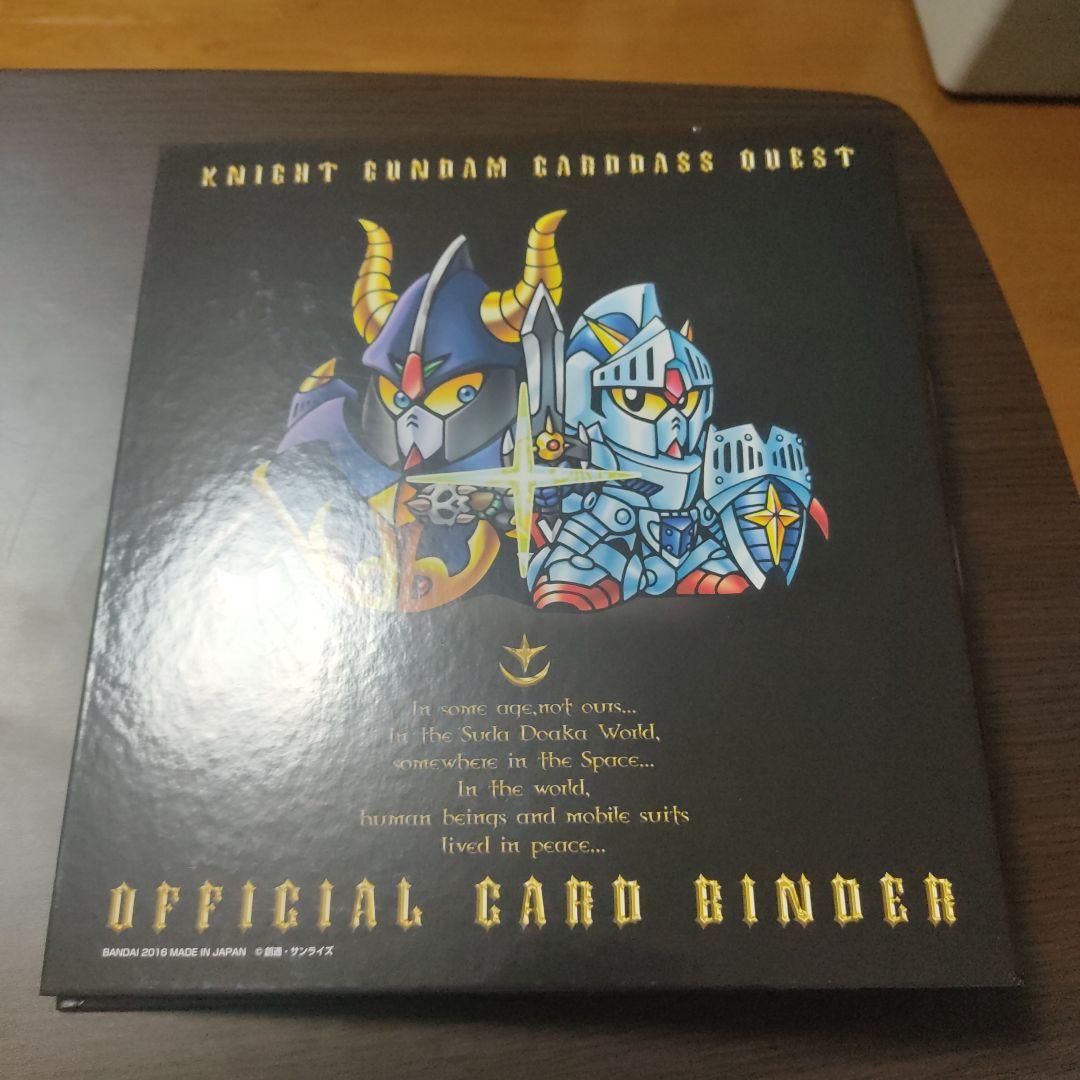 KNIGHT GUNDAM CARDDASS QUEST
In some age,not ours...
In the Suda Doaka World,
somewhere in the Space...
In the world,
human beings and mobile suits
lived in peace...
OFFICIAL CARD BINDER
BANDAI 2016 MADE IN JAPAN ©創通・サンライズ